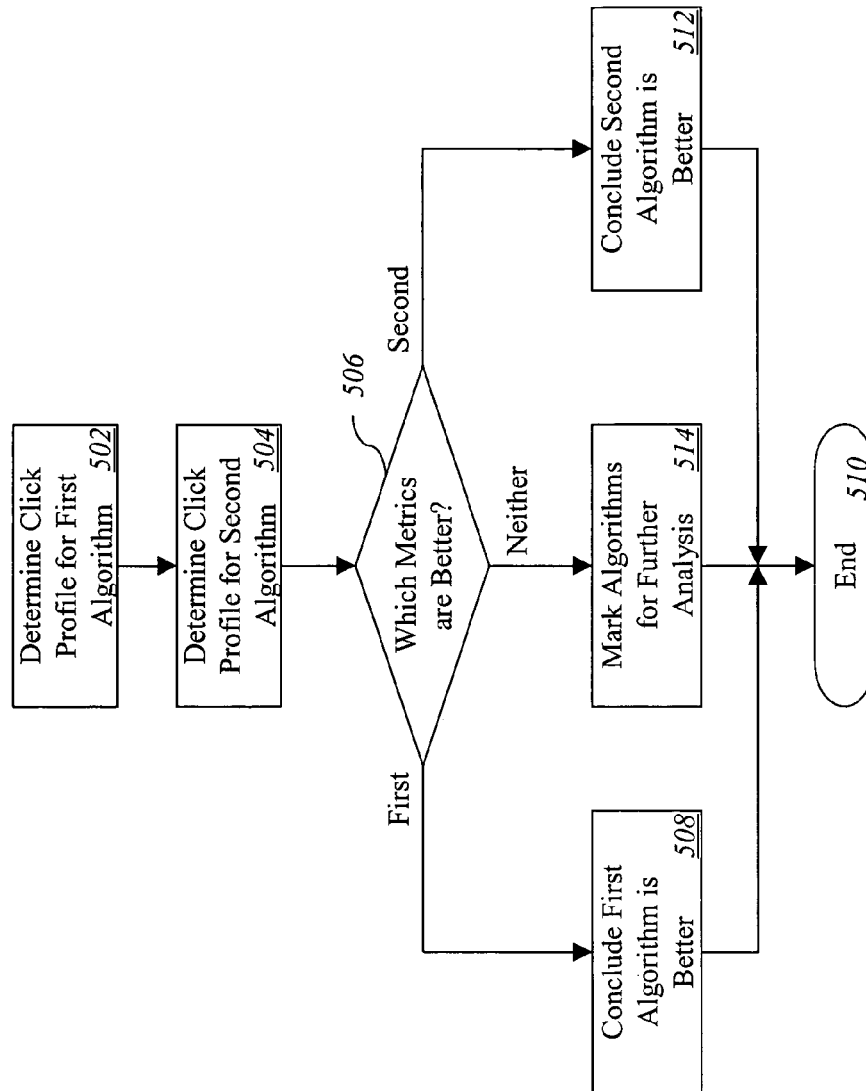 Determine Click
Profile for First
Algorithm
502
Determine Click
Profile for Second
Algorithm
504
506
Which Metrics
are Better?
First
Neither
Second
Conclude First
Algorithm is
Better
508
Mark Algorithms
for Further
Analysis
514
Conclude Second
Algorithm is
Better
512
End
510